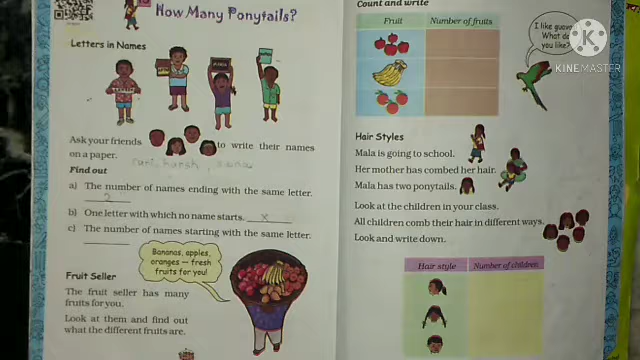 How Many Ponytails?
Letters in Names
Ask your friends to write their names
on a paper.
Find out
a) The number of names ending with the same letter.
2
b) One letter with which no name starts. x
c) The number of names starting with the same letter.
Bananas, apples,
oranges — fresh
fruits for you!
Fruit Seller
The fruit seller has many
fruits for you.
Look at them and find out
what the different fruits are.
Count and write
Fruit Number of fruits
I like guava
What do
you like?
KINEMASTER
Hair Styles
Mala is going to school.
Her mother has combed her hair.
Mala has two ponytails.
Look at the children in your class.
All children comb their hair in different ways.
Look and write down.
Hair style Number of children